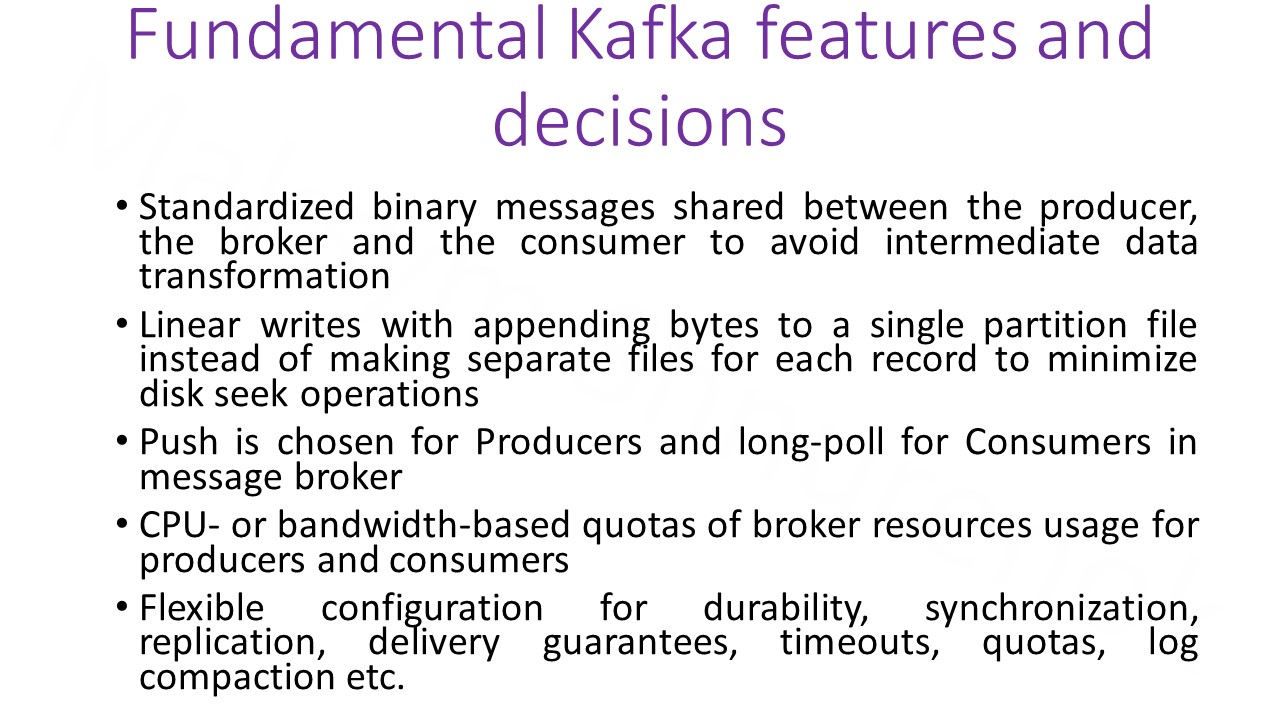 Fundamental Kafka features and
decisions
• Standardized binary messages shared between the producer,
the broker and the consumer to avoid intermediate data
transformation
• Linear writes with appending bytes to a single partition file
instead of making separate files for each record to minimize
disk seek operations
• Push is chosen for Producers and long-poll for Consumers in
message broker
• CPU- or bandwidth-based quotas of broker resources usage for
producers and consumers
• Flexible configuration for durability, synchronization,
replication, delivery guarantees, timeouts, quotas, log
compaction etc.